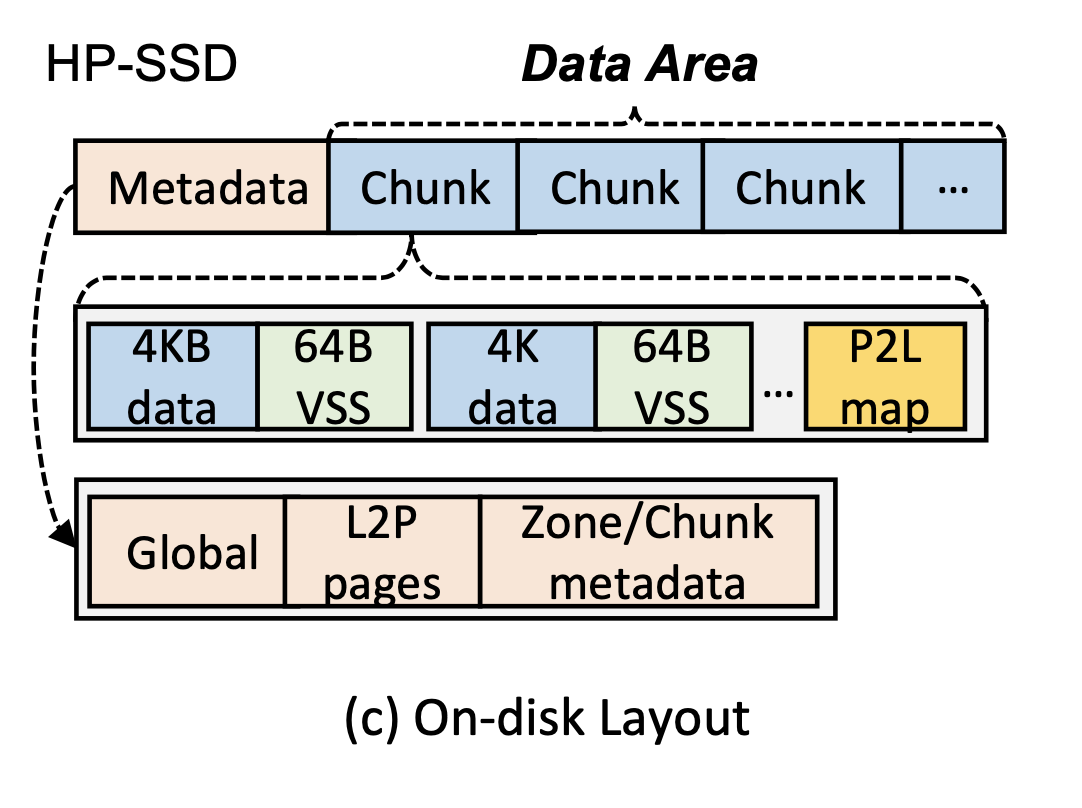 HP-SSD
Data Area
Metadata
Chunk
Chunk
Chunk
...
4KB
data
64B
VSS
4K
data
64B
VSS
...
P2L
map
Global
L2P
pages
Zone/Chunk
metadata
(c) On-disk Layout